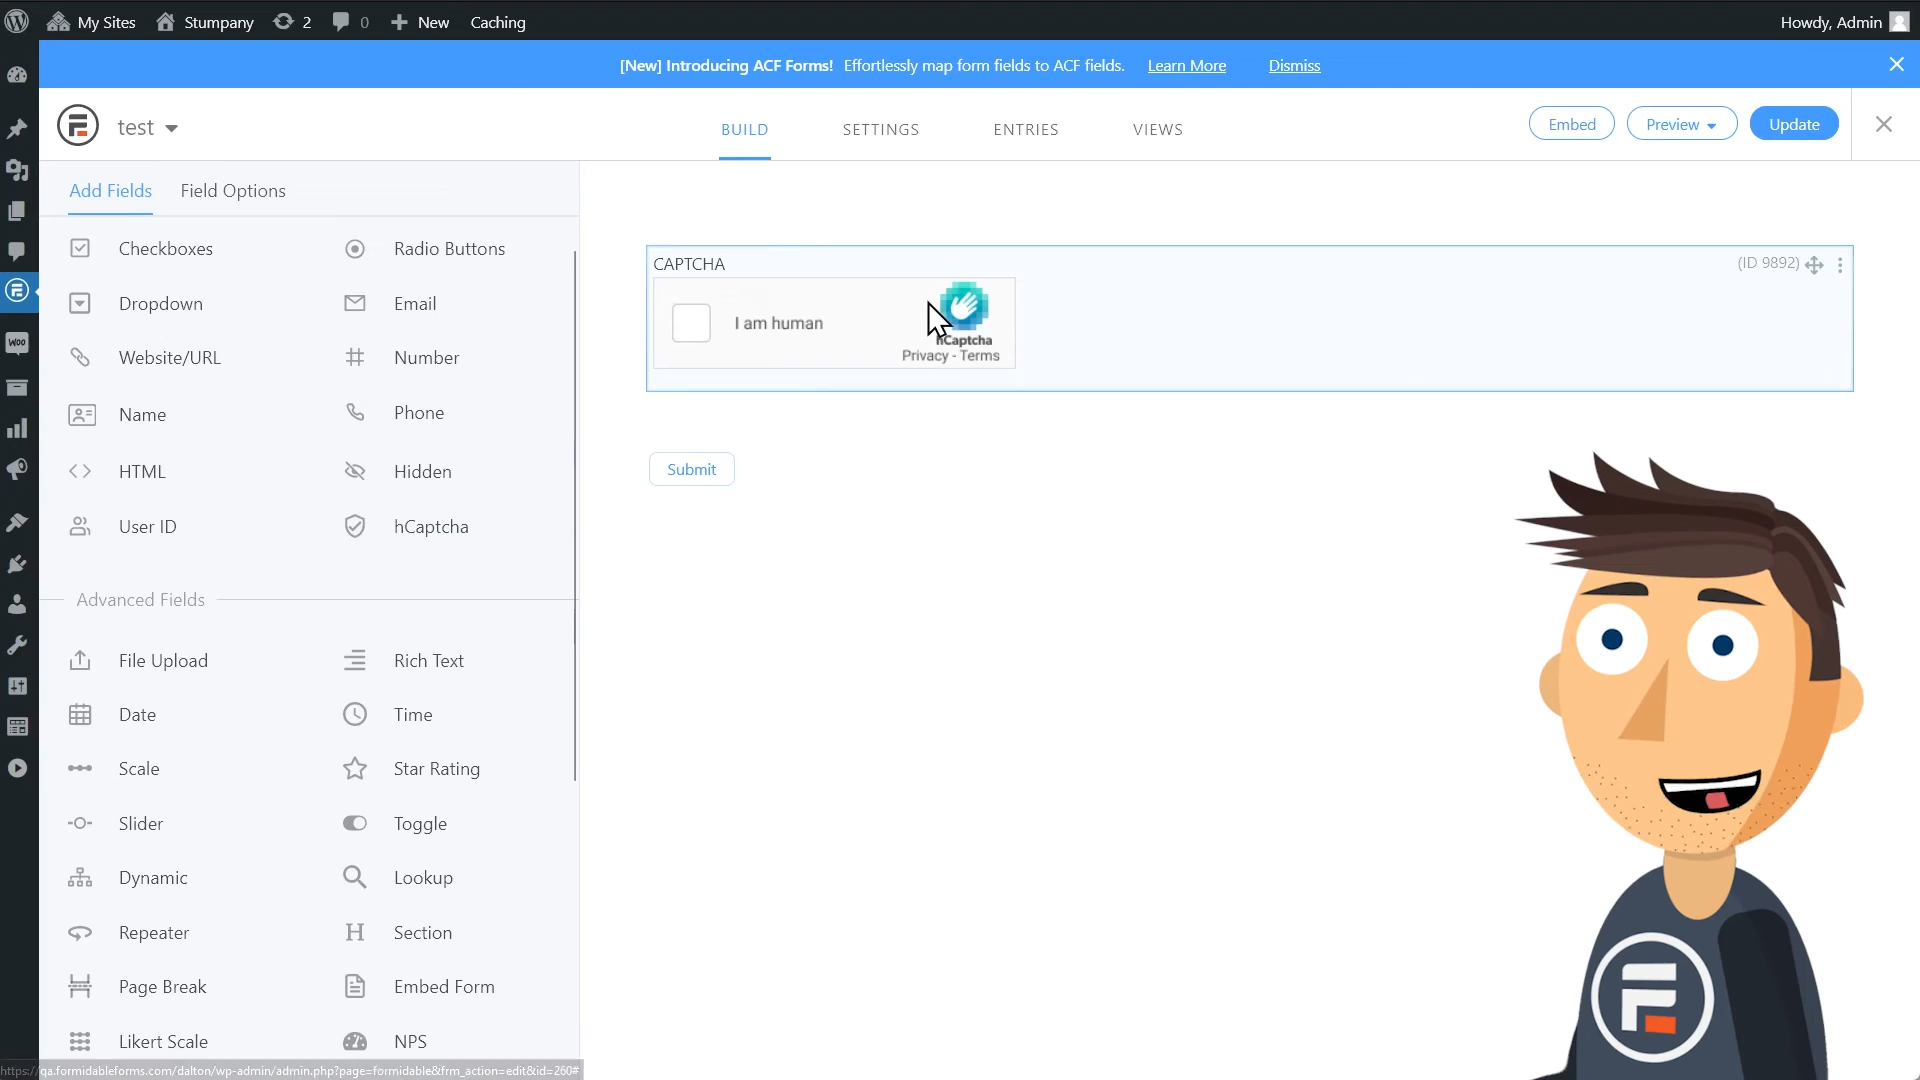 My Sites Stumpany 2 0 New Caching Howdy, Admin
[New] Introducing ACF Forms! Effortlessly map form fields to ACF fields. Learn More Dismiss
test BUILD SETTINGS ENTRIES VIEWS Embed Preview Update
Add Fields Field Options
Checkboxes Radio Buttons
Dropdown Email
Website/URL Number
Name Phone
HTML Hidden
User ID hCaptcha
Advanced Fields
File Upload Rich Text
Date Time
Scale Star Rating
Slider Toggle
Dynamic Lookup
Repeater Section
Page Break Embed Form
Likert Scale NPS
CAPTCHA (ID 9892)
I am human
hCaptcha
Privacy - Terms
Submit
WOO
https://qa.formidableforms.com/dalton/wp-admin/admin.php?page=formidable&frm_action=edit&id=260#